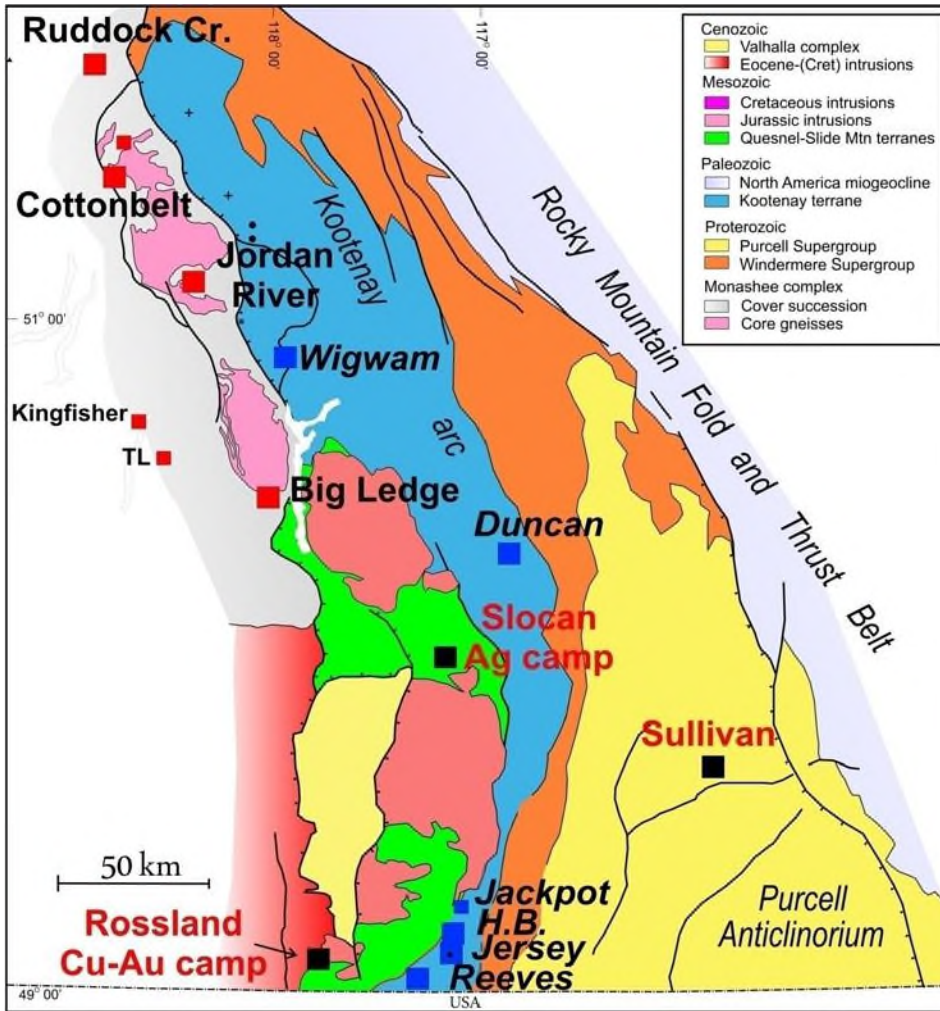 Ruddock Cr.
118° 00'
117° 00'
Cenozoic
Valhalla complex
Eocene-(Cret) intrusions
Mesozoic
Cretaceous intrusions
Jurassic intrusions
Quesnel-Slide Mtn terranes
Paleozoic
North America miogeocline
Kootenay terrane
Proterozoic
Purcell Supergroup
Windermere Supergroup
Monashee complex
Cover succession
Core gneisses
Cottonbelt
Kootenay
arc
Rocky Mountain Fold and Thrust Belt
Jordan
River
51° 00'
Wigwam
Kingfisher
TL
Big Ledge
Duncan
Slocan
Ag camp
Sullivan
50 km
Rossland
Cu-Au camp
Jackpot
H.B.
Jersey
Reeves
Purcell
Anticlinorium
49° 00'
USA